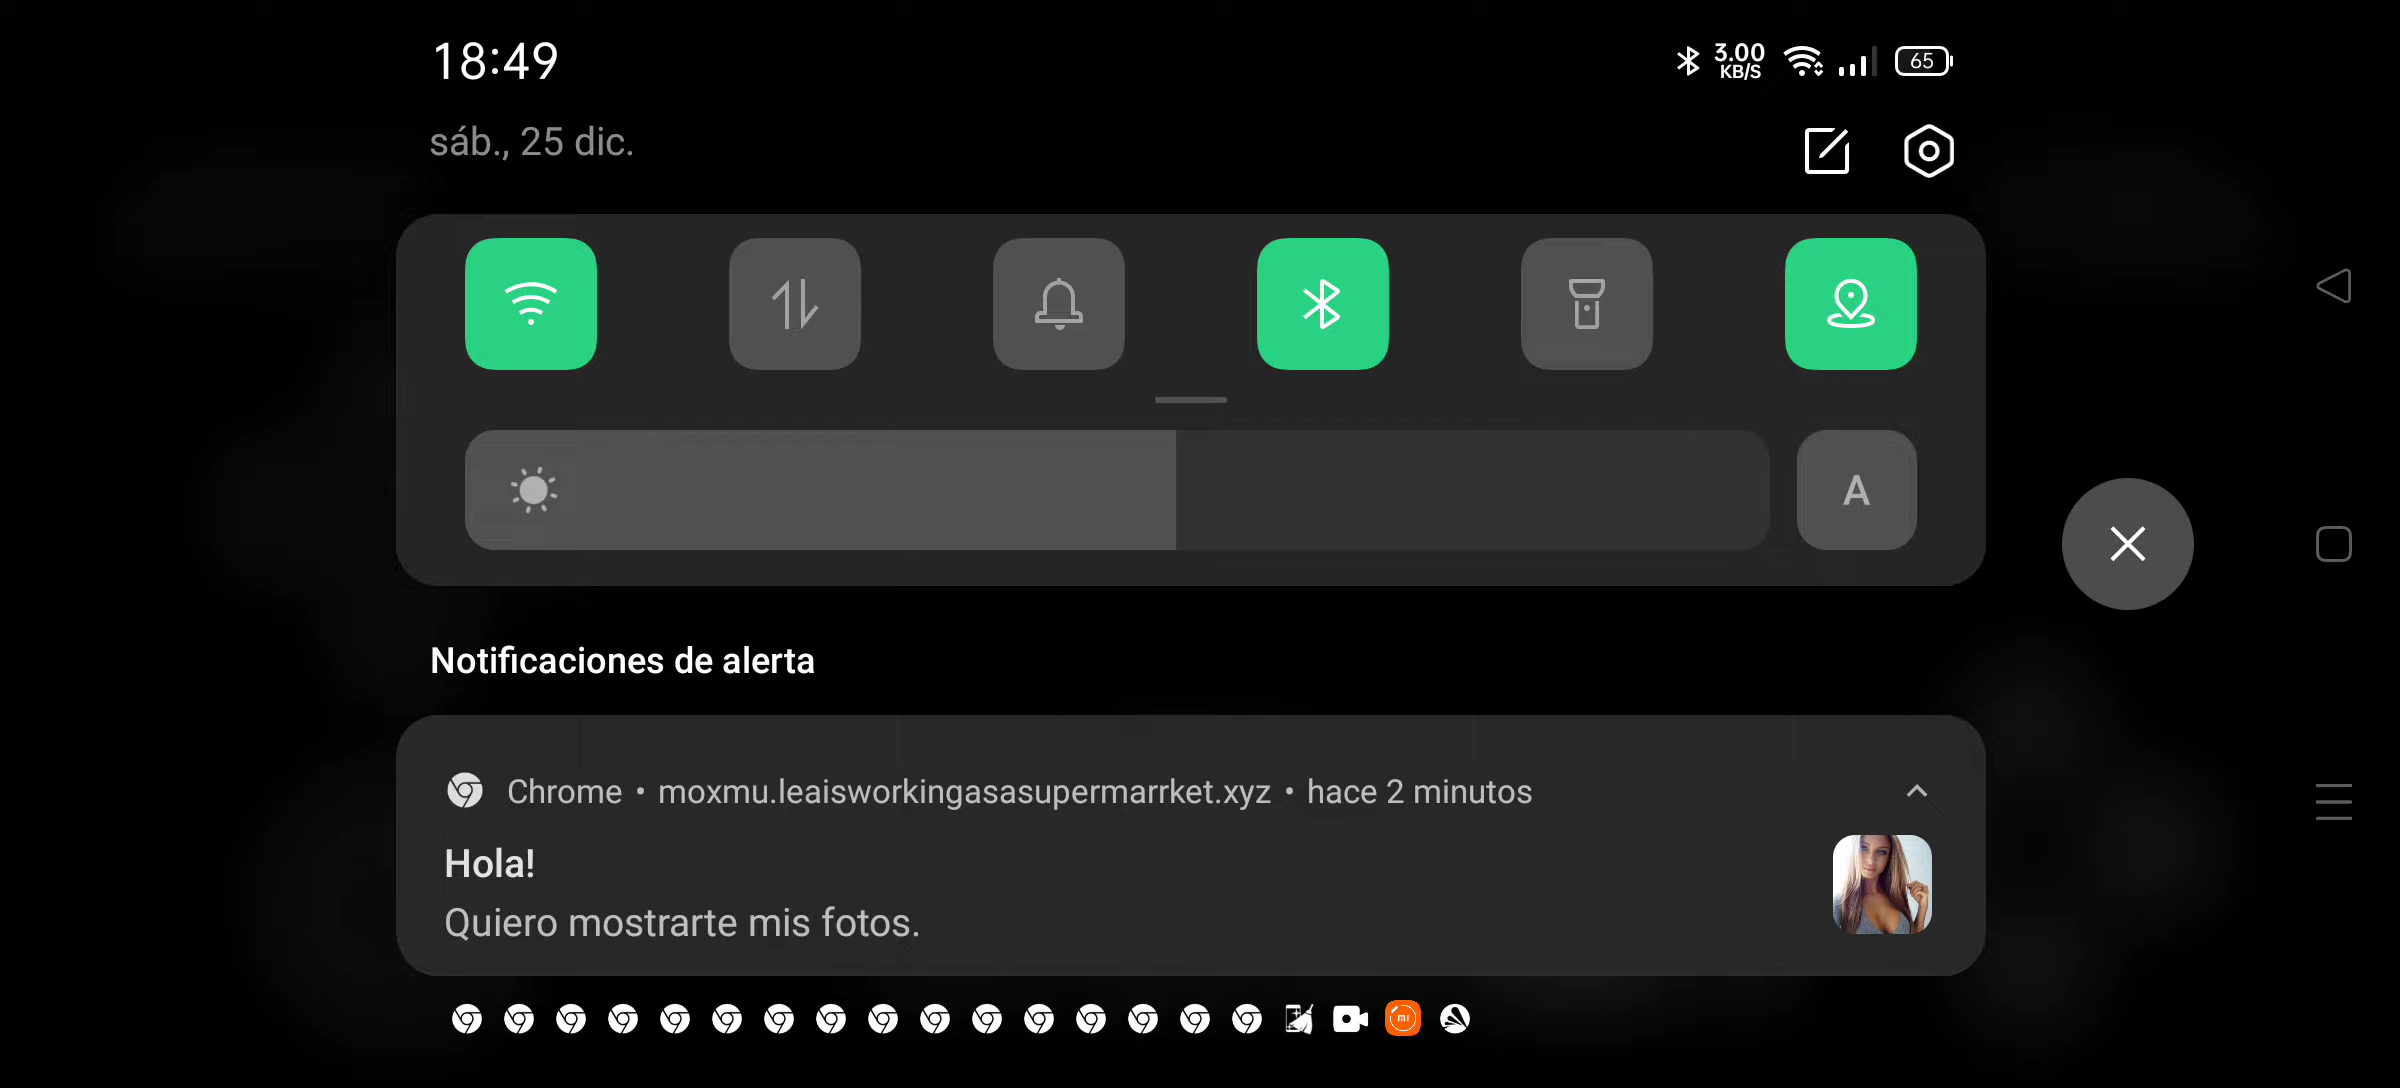 18:49
3.00
KB/S
65
sáb., 25 dic.
A
Notificaciones de alerta
Chrome • moxmu.leaisworkingasasupermarrket.xyz • hace 2 minutos
Hola!
Quiero mostrarte mis fotos.
mi